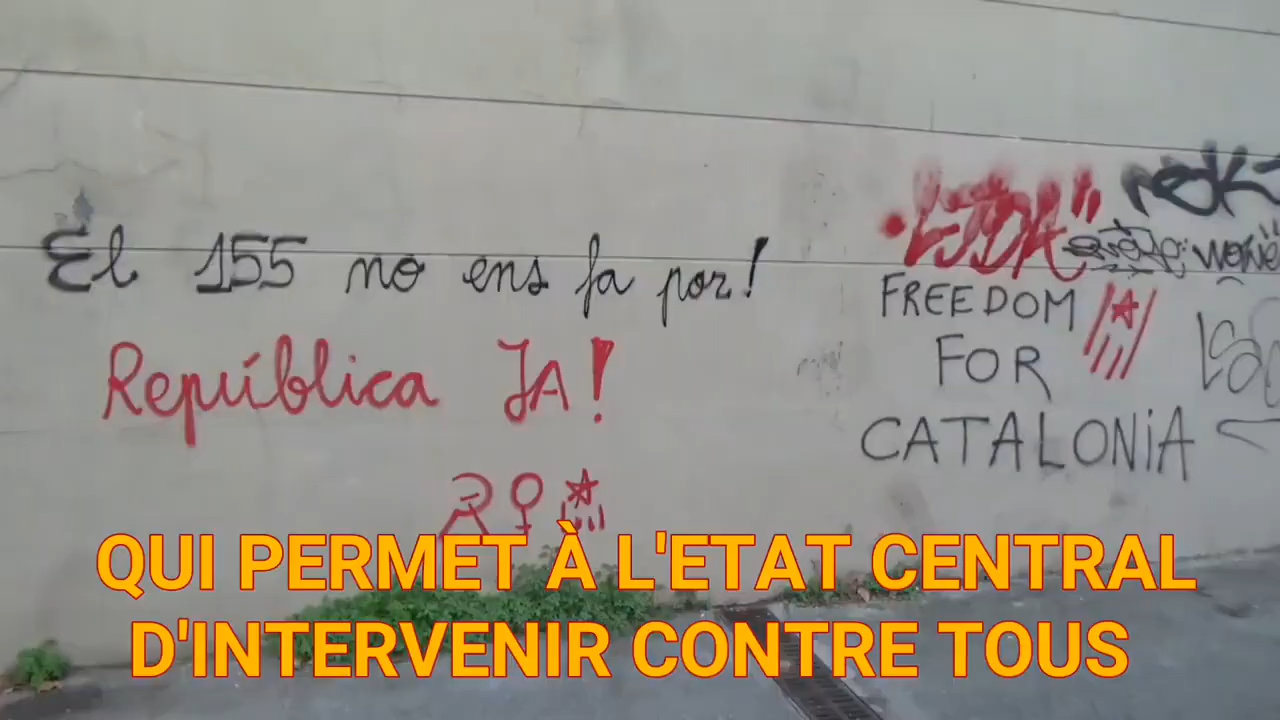 El 155 no ens fa por!
República JA!
FREEDOM
FOR
CATALONIA
QUI PERMET À L'ETAT CENTRAL
D'INTERVENIR CONTRE TOUS